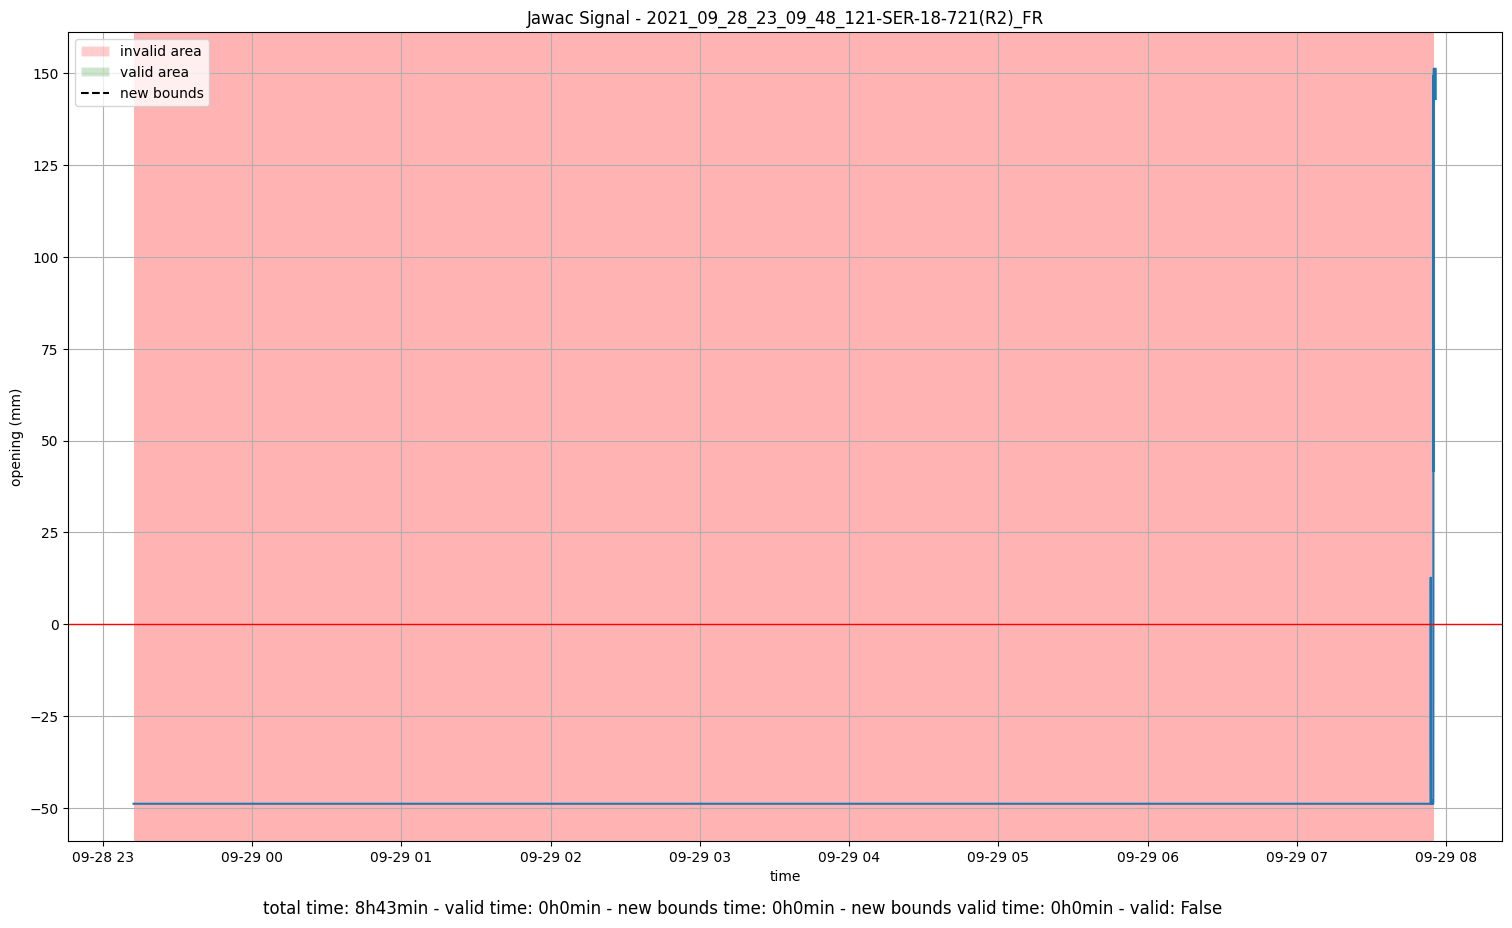 Jawac Signal - 2021_09_28_23_09_48_121-SER-18-721(R2)_FR
invalid area
valid area
new bounds
150
125
100
75
50
25
0
−25
−50
opening (mm)
09-28 23
09-29 00
09-29 01
09-29 02
09-29 03
09-29 04
09-29 05
09-29 06
09-29 07
09-29 08
time
total time: 8h43min - valid time: 0h0min - new bounds time: 0h0min - new bounds valid time: 0h0min - valid: False